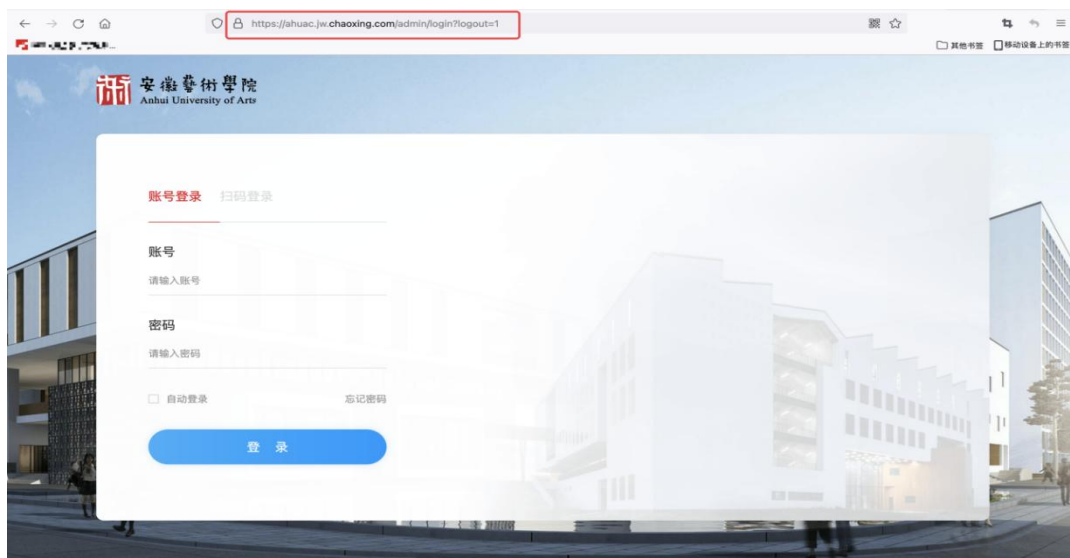 https://ahuac.jw.chaoxing.com/admin/login?logout=1
其他书签 移动设备上的书签
安徽藝術學院
Anhui University of Arts
账号登录 扫码登录
账号
请输入账号
密码
请输入密码
自动登录 忘记密码
登 录